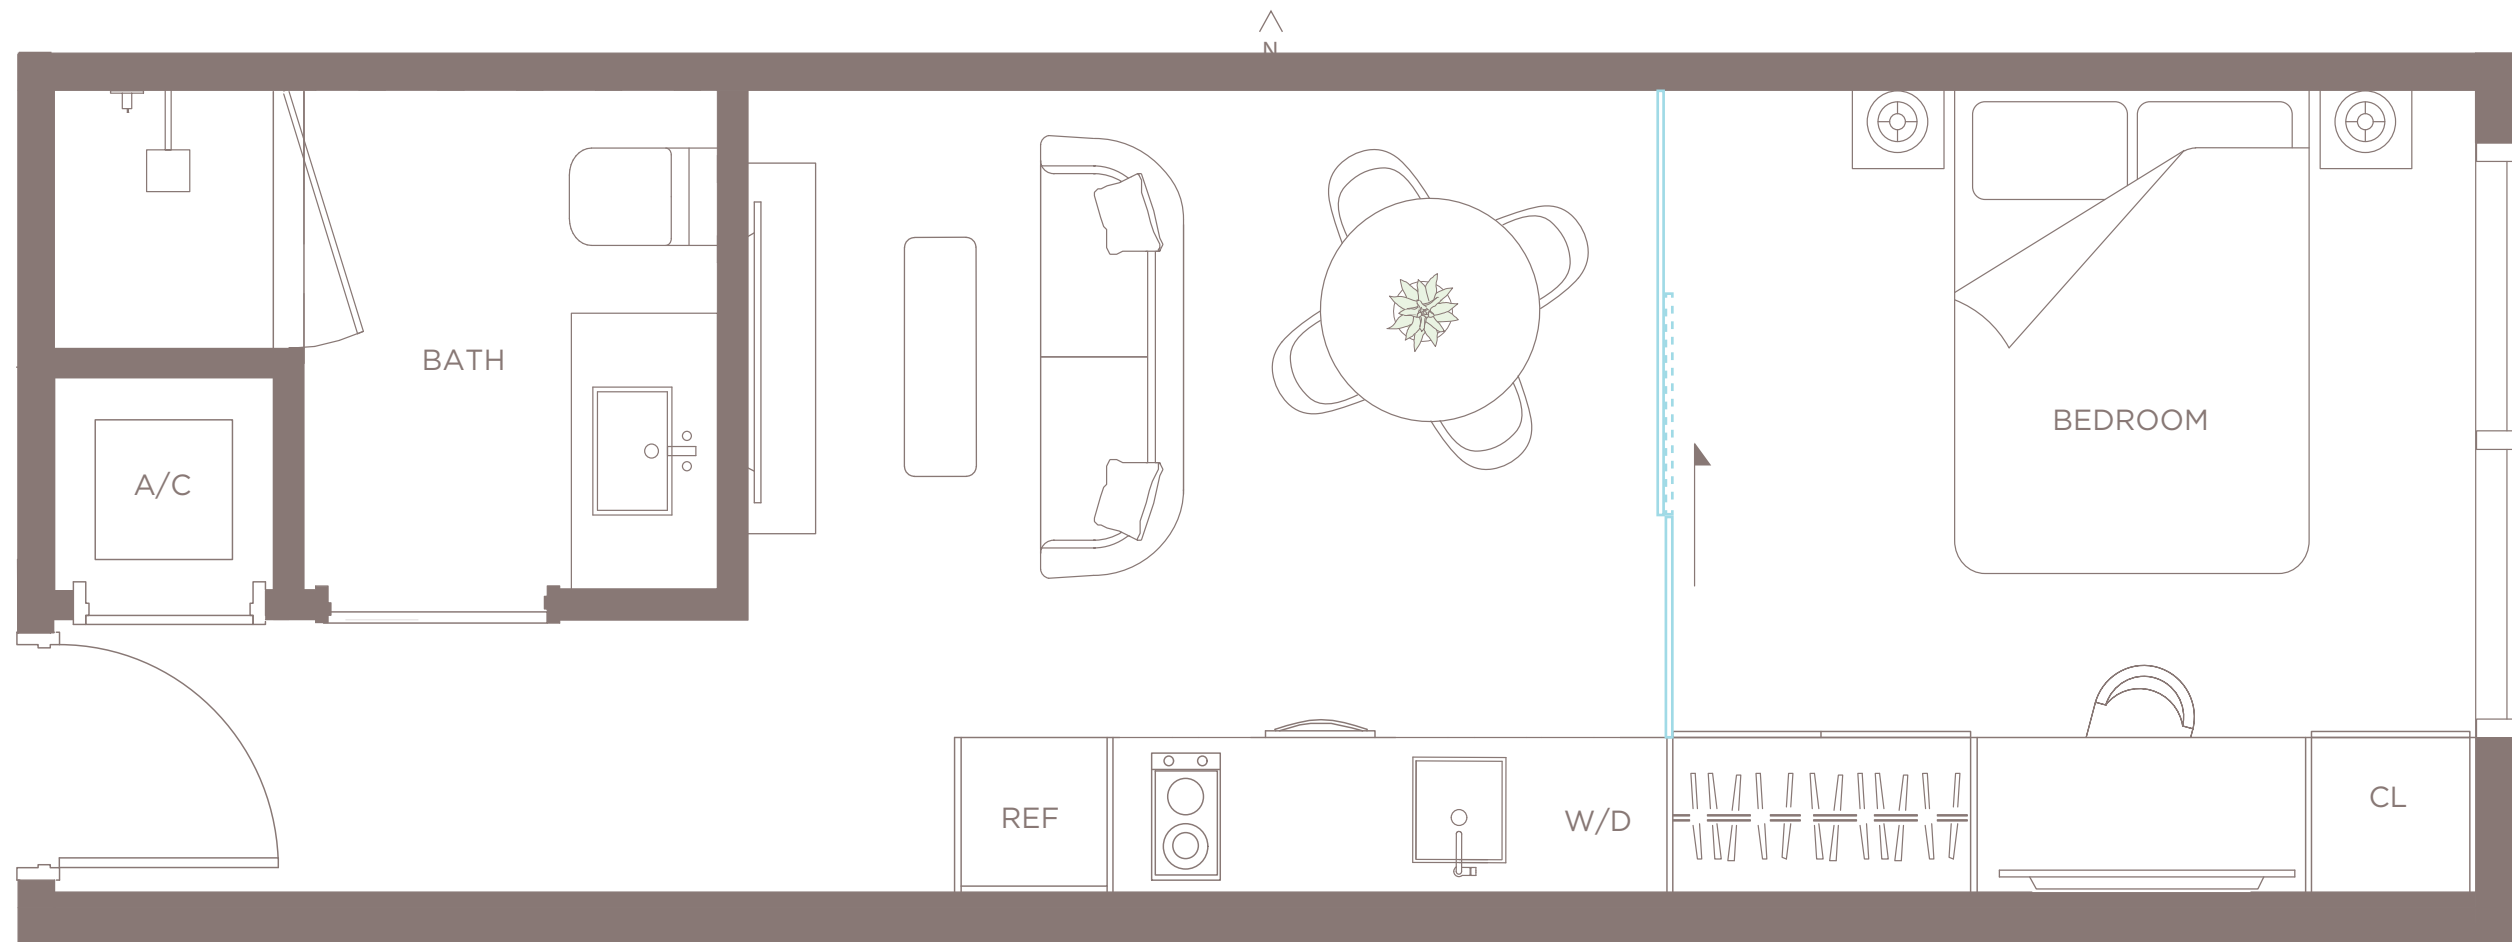 N
BATH
BEDROOM
A/C
REF
W/D
CL